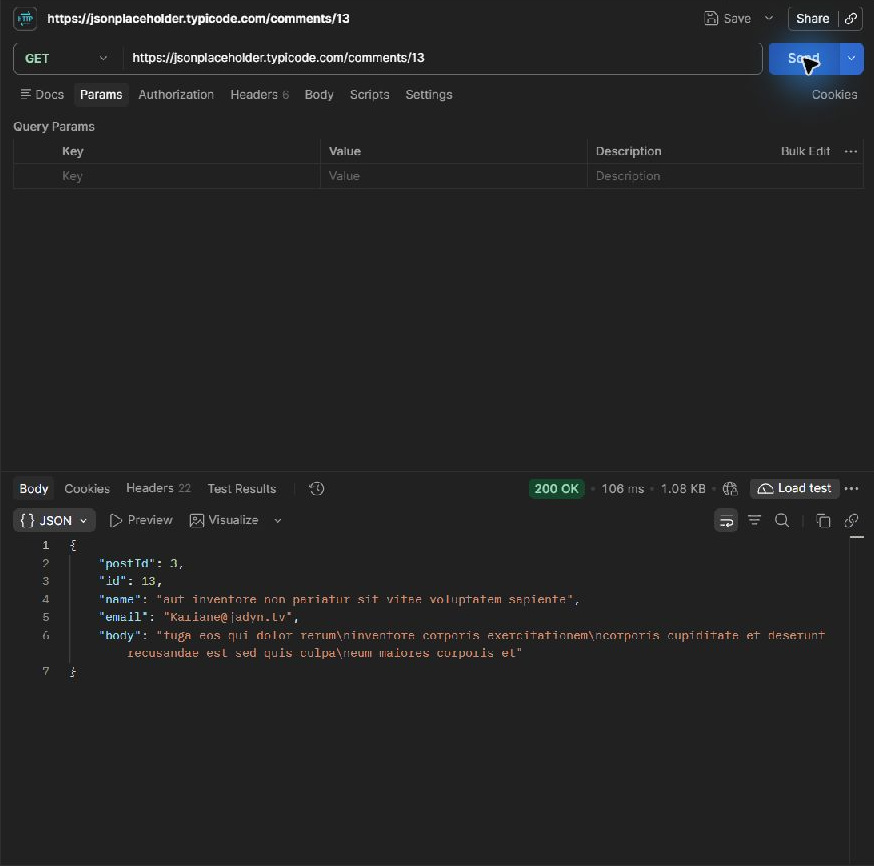 HTTP https://jsonplaceholder.typicode.com/comments/13 Save Share
GET https://jsonplaceholder.typicode.com/comments/13 Send
Docs Params Authorization Headers 6 Body Scripts Settings Cookies
Query Params
Key Value Description Bulk Edit
Key Value Description
Body Cookies Headers 22 Test Results 200 OK • 106 ms • 1.08 KB • Load test
{ } JSON Preview Visualize
1 {
2 "postId": 3,
3 "id": 13,
4 "name": "aut inventore non pariatur sit vitae voluptatem sapiente",
5 "email": "Kariane@jadyn.tv",
6 "body": "fuga eos qui dolor rerum\ninventore corporis exercitationem\ncorporis cupiditate et deserunt
recusandae est sed quis culpa\neum maiores corporis et"
7 }